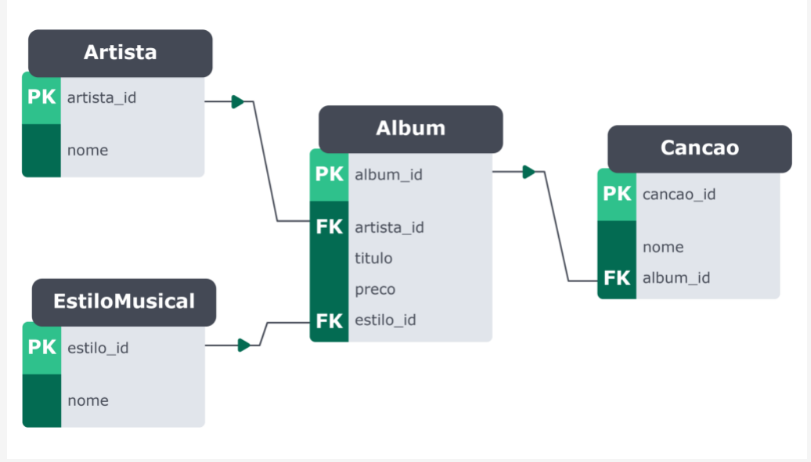 Artista
PK artista_id
nome
Album
PK album_id
FK artista_id
titulo
preco
FK estilo_id
Cancao
PK cancao_id
nome
FK album_id
EstiloMusical
PK estilo_id
nome